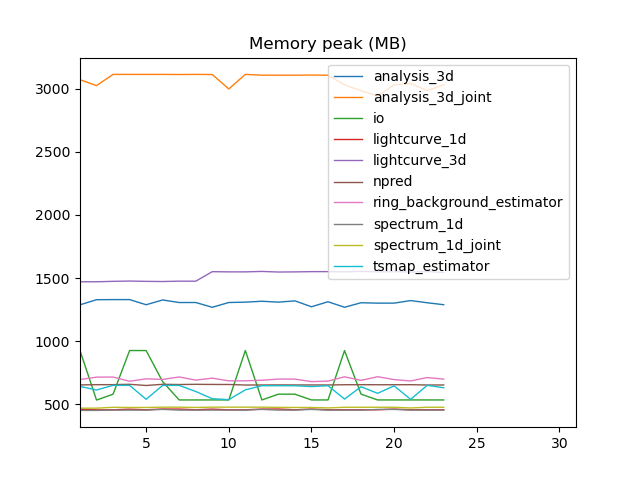 Memory peak (MB)
3000
2500
2000
1500
1000
500
analysis_3d
analysis_3d_joint
io
lightcurve_1d
lightcurve_3d
npred
ring_background_estimator
spectrum_1d
spectrum_1d_joint
tsmap_estimator
5 10 15 20 25 30